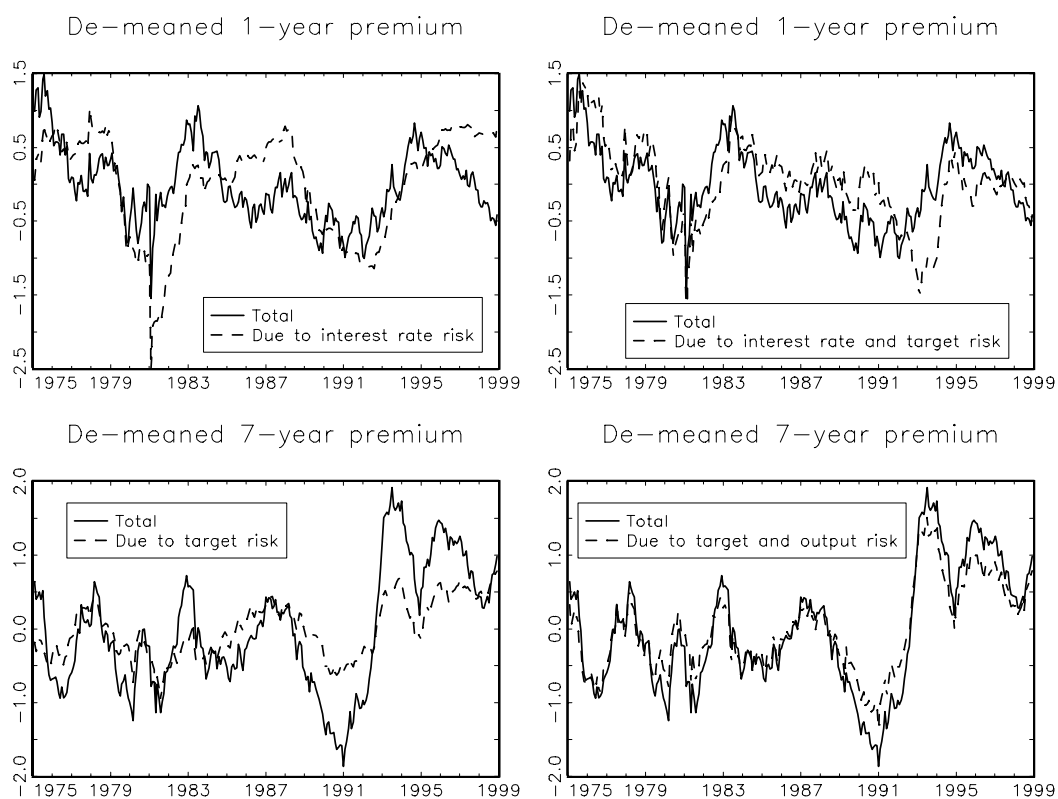 De-meaned 1-year premium
1.5
0.5
-0.5
-1.5
-2.5
Total
Due to interest rate risk
1975 1979 1983 1987 1991 1995 1999
De-meaned 1-year premium
1.5
0.5
-0.5
-1.5
-2.5
Total
Due to interest rate and target risk
1975 1979 1983 1987 1991 1995 1999
De-meaned 7-year premium
2.0
1.0
0.0
-1.0
-2.0
Total
Due to target risk
1975 1979 1983 1987 1991 1995 1999
De-meaned 7-year premium
2.0
1.0
0.0
-1.0
-2.0
Total
Due to target and output risk
1975 1979 1983 1987 1991 1995 1999